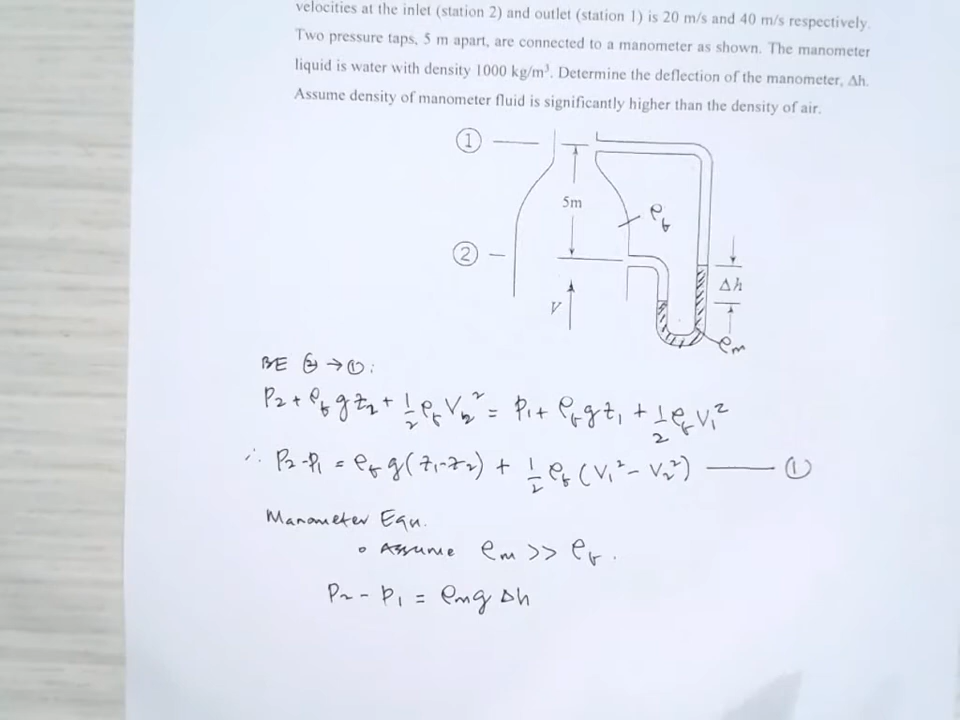 velocities at the inlet (station 2) and outlet (station 1) is 20 m/s and 40 m/s respectively.
Two pressure taps, 5 m apart, are connected to a manometer as shown. The manometer
liquid is water with density 1000 kg/m³. Determine the deflection of the manometer, Δh.
Assume density of manometer fluid is significantly higher than the density of air.
①
5m
ρf
②
Δh
V
ρm
BE ② → ①:
P₂ + ρf g z₂ + 1/2 ρf V₂² = P₁ + ρf g z₁ + 1/2 ρf V₁²
∴ P₂-P₁ = ρf g (z₁-z₂) + 1/2 ρf (V₁² - V₂²) —— ①
Manometer Equ.
• Assume ρm >> ρf.
P₂ - P₁ = ρm g Δh